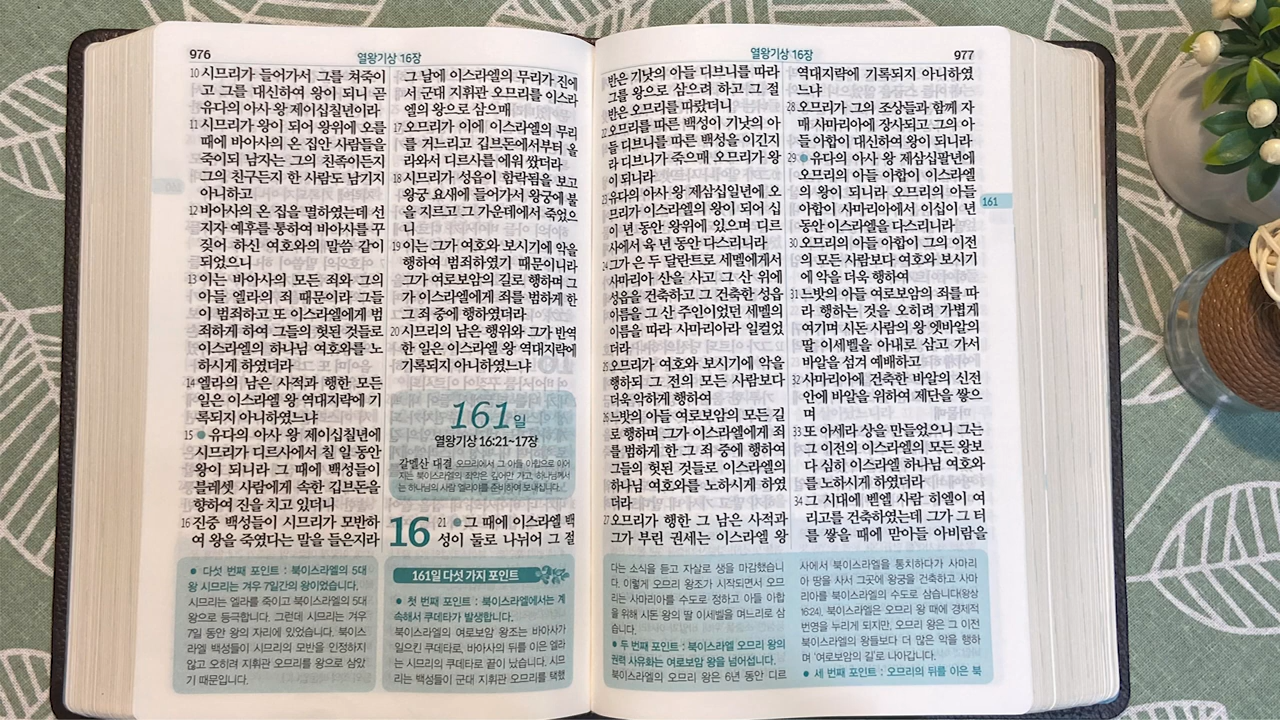 976
열왕기상 16장
10 시므리가 들어가서 그를 쳐죽이
고 그를 대신하여 왕이 되니 곧
유다의 아사 왕 제이십칠년이라
11 시므리가 왕이 되어 왕위에 오를
때에 바아사의 온 집안 사람들을
죽이되 남자는 그의 친족이든지
그의 친구든지 한 사람도 남기지
아니하고
12 바아사의 온 집을 멸하였는데 선
지자 예후를 통하여 바아사를 꾸
짖어 하신 여호와의 말씀 같이
되었으니
13 이는 바아사의 모든 죄와 그의
아들 엘라의 죄 때문이라 그들
이 범죄하고 또 이스라엘에게 범
죄하게 하여 그들의 헛된 것들로
이스라엘의 하나님 여호와를 노
하시게 하였더라
14 엘라의 남은 사적과 행한 모든
일은 이스라엘 왕 역대지략에 기
록되지 아니하였느냐
15 ● 유다의 아사 왕 제이십칠년에
시므리가 디르사에서 칠 일 동안
왕이 되니라 그 때에 백성들이
블레셋 사람에게 속한 깁브돈을
향하여 진을 치고 있더니
16 진중 백성들이 시므리가 모반하
여 왕을 죽였다는 말을 들은지라
그 날에 이스라엘의 무리가 진에
서 군대 지휘관 오므리를 이스라
엘의 왕으로 삼으매
17 오므리가 이에 이스라엘의 무리
를 거느리고 깁브돈에서부터 올
라와서 디르사를 에워 쌌더라
18 시므리가 성읍이 함락됨을 보고
왕궁 요새에 들어가서 왕궁에 불
을 지르고 그 가운데에서 죽었으
니
19 이는 그가 여호와 보시기에 악을
행하여 범죄하였기 때문이니라
그가 여로보암의 길로 행하며 그
가 이스라엘에게 죄를 범하게 한
그 죄 중에 행하였더라
20 시므리의 남은 행위와 그가 반역
한 일은 이스라엘 왕 역대지략에
기록되지 아니하였느냐
161일
열왕기상 16:21~17장
갈멜산 대결 오므리에서 그 아들 아합으로 이어
지는 북이스라엘의 죄악은 깊어만 가고, 하나님께서
는 하나님의 사람 엘리야를 준비하여 보내십니다.
16 21 ● 그 때에 이스라엘 백
성이 둘로 나뉘어 그 절
● 다섯 번째 포인트 : 북이스라엘의 5대
왕 시므리는 겨우 7일간의 왕이었습니다.
시므리는 엘라를 죽이고 북이스라엘의 5대
왕으로 등극합니다. 그런데 시므리는 겨우
7일 동안 왕의 자리에 있었습니다. 북이스
라엘 백성들이 시므리의 모반을 인정하지
않고 오히려 지휘관 오므리를 왕으로 삼았
기 때문입니다.
161일 다섯 가지 포인트
● 첫 번째 포인트 : 북이스라엘에서는 계
속해서 쿠데타가 발생합니다.
북이스라엘의 여로보암 왕조는 바아사가
일으킨 쿠데타로, 바아사의 뒤를 이은 엘라
는 시므리의 쿠데타로 끝이 났습니다. 시므
리는 백성들이 군대 지휘관 오므리를 택했
열왕기상 16장
977
반은 기낫의 아들 디브니를 따라
그를 왕으로 삼으려 하고 그 절
반은 오므리를 따랐더니
22 오므리를 따른 백성이 기낫의 아
들 디브니를 따른 백성을 이긴지
라 디브니가 죽으매 오므리가 왕
이 되니라
23 유다의 아사 왕 제삼십일년에 오
므리가 이스라엘의 왕이 되어 십
이 년 동안 왕위에 있으며 디르
사에서 육 년 동안 다스리니라
24 그가 은 두 달란트로 세멜에게서
사마리아 산을 사고 그 산 위에
성읍을 건축하고 그 건축한 성읍
이름을 그 산 주인이었던 세멜의
이름을 따라 사마리아라 일컬었
더라
25 오므리가 여호와 보시기에 악을
행하되 그 전의 모든 사람보다
더욱 악하게 행하여
26 느밧의 아들 여로보암의 모든 길
로 행하며 그가 이스라엘에게 죄
를 범하게 한 그 죄 중에 행하여
그들의 헛된 것들로 이스라엘의
하나님 여호와를 노하시게 하였
더라
27 오므리가 행한 그 남은 사적과
그가 부린 권세는 이스라엘 왕
역대지략에 기록되지 아니하였
느냐
28 오므리가 그의 조상들과 함께 자
매 사마리아에 장사되고 그의 아
들 아합이 대신하여 왕이 되니라
29 ● 유다의 아사 왕 제삼십팔년에
오므리의 아들 아합이 이스라엘
의 왕이 되니라 오므리의 아들
아합이 사마리아에서 이십이 년
동안 이스라엘을 다스리니라
30 오므리의 아들 아합이 그의 이전
의 모든 사람보다 여호와 보시기
에 악을 더욱 행하여
31 느밧의 아들 여로보암의 죄를 따
라 행하는 것을 오히려 가볍게
여기며 시돈 사람의 왕 엣바알의
딸 이세벨을 아내로 삼고 가서
바알을 섬겨 예배하고
32 사마리아에 건축한 바알의 신전
안에 바알을 위하여 제단을 쌓으
며
33 또 아세라 상을 만들었으니 그는
그 이전의 이스라엘의 모든 왕보
다 심히 이스라엘 하나님 여호와
를 노하시게 하였더라
34 그 시대에 벧엘 사람 히엘이 여
리고를 건축하였는데 그가 그 터
를 쌓을 때에 맏아들 아비람을
161
다는 소식을 듣고 자살로 생을 마감했습니
다. 이렇게 오므리 왕조가 시작되면서 오므
리는 사마리아를 수도로 정하고 아들 아합
을 위해 시돈 왕의 딸 이세벨을 며느리로 삼
습니다.
● 두 번째 포인트 : 북이스라엘 오므리 왕의
권력 사유화는 여로보암 왕을 넘어섭니다.
북이스라엘의 오므리 왕은 6년 동안 디르
사에서 북이스라엘을 통치하다가 사마리
아 땅을 사서 그곳에 왕궁을 건축하고 사마
리아를 북이스라엘의 수도로 삼습니다(왕상
16:24). 북이스라엘은 오므리 왕 때에 경제적
번영을 누리게 되지만, 오므리 왕은 그 이전
북이스라엘의 왕들보다 더 많은 악을 행하
며 '여로보암의 길'로 나아갑니다.
● 세 번째 포인트 : 오므리의 뒤를 이은 북